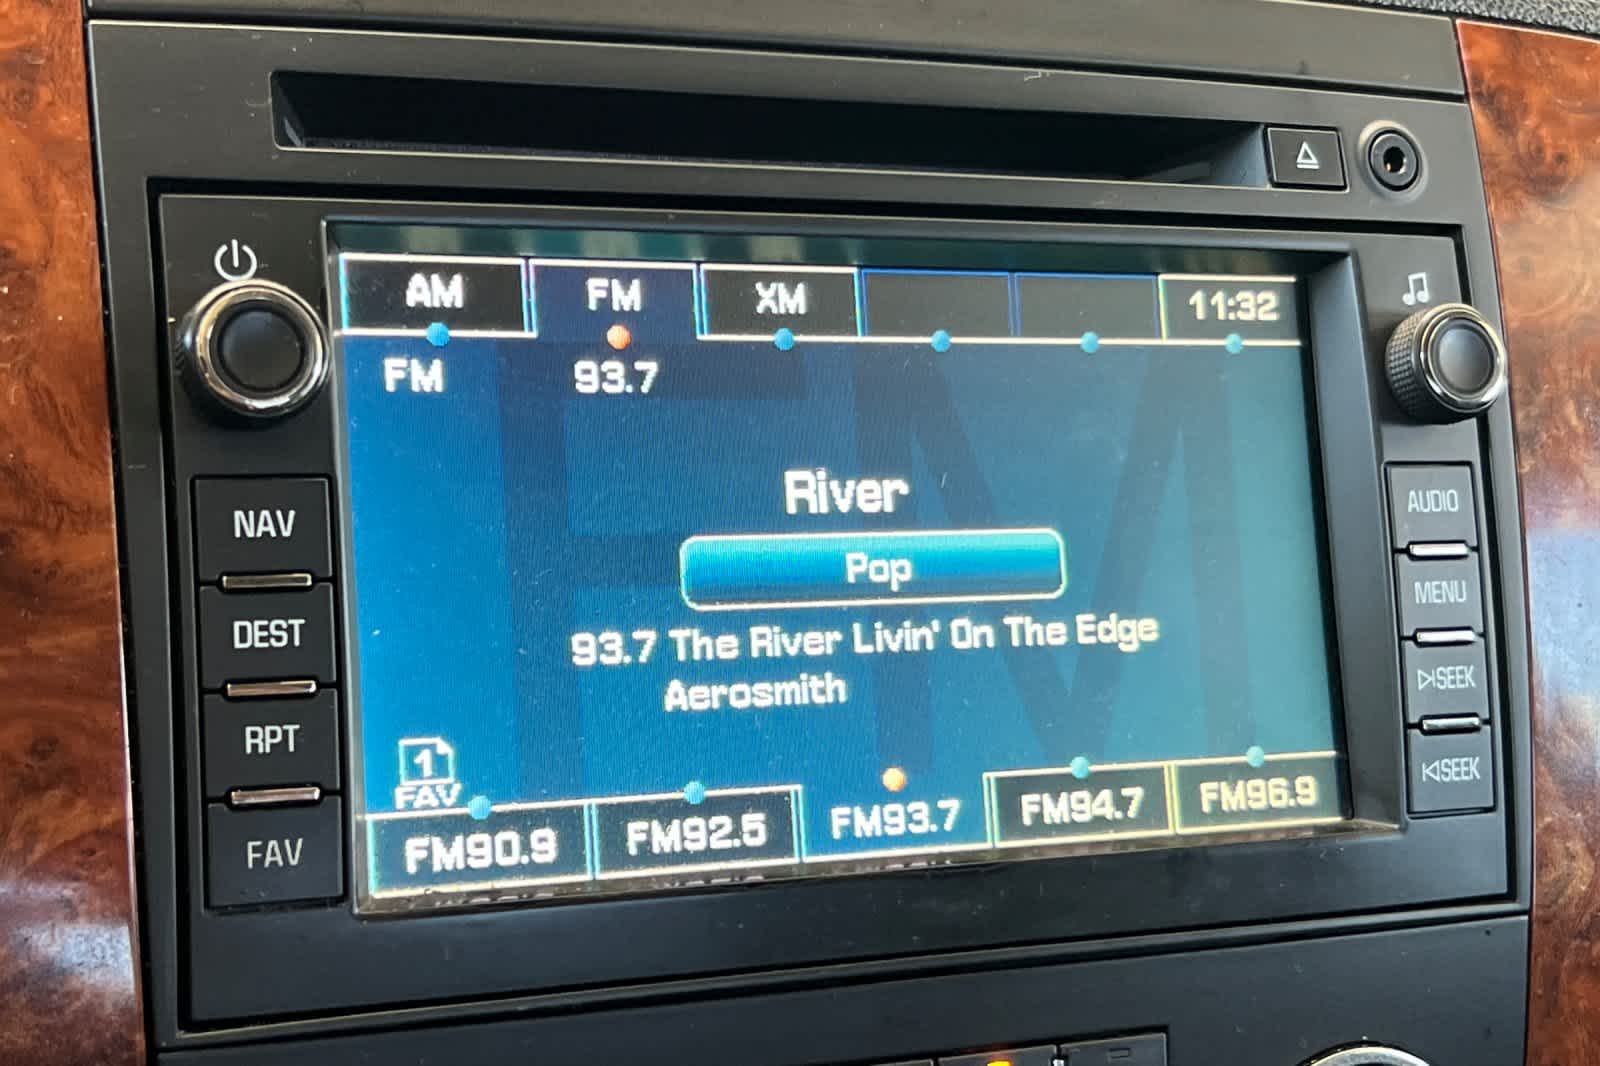 AM FM XM 11:32
FM 93.7
River
Pop
93.7 The River Livin' On The Edge
Aerosmith
1
FAV
FM90.9 FM92.5 FM93.7 FM94.7 FM96.9
NAV
DEST
RPT
FAV
AUDIO
MENU
SEEK
SEEK